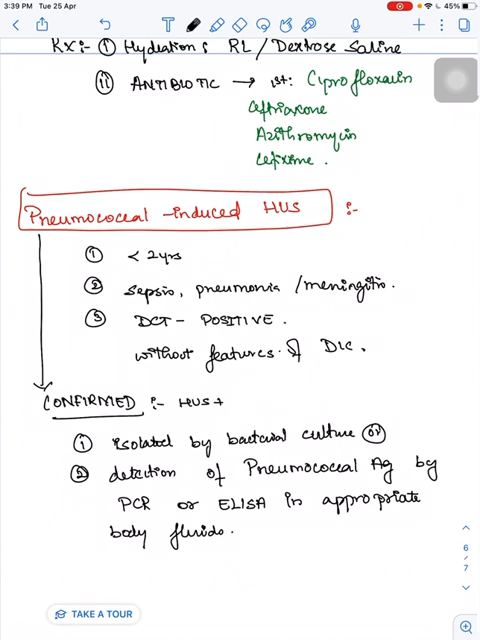 3:39 PM Tue 25 Apr
45%
Rx:- ① Hydration: RL / Dextrose Saline
② ANTIBIOTIC → 1st: Ciprofloxacin
Ceftriaxone
Azithromycin
Cefixime.
Pneumococcal-induced HUS :-
① < 2yrs
② Sepsis, pneumonia / meningitis.
③ DCT - POSITIVE.
without features of DIC.
CONFIRMED :- HUS +
① isolated by bacterial culture or
② detection of Pneumococcal Ag by
PCR or ELISA in appropriate
body fluids.
6
7
TAKE A TOUR